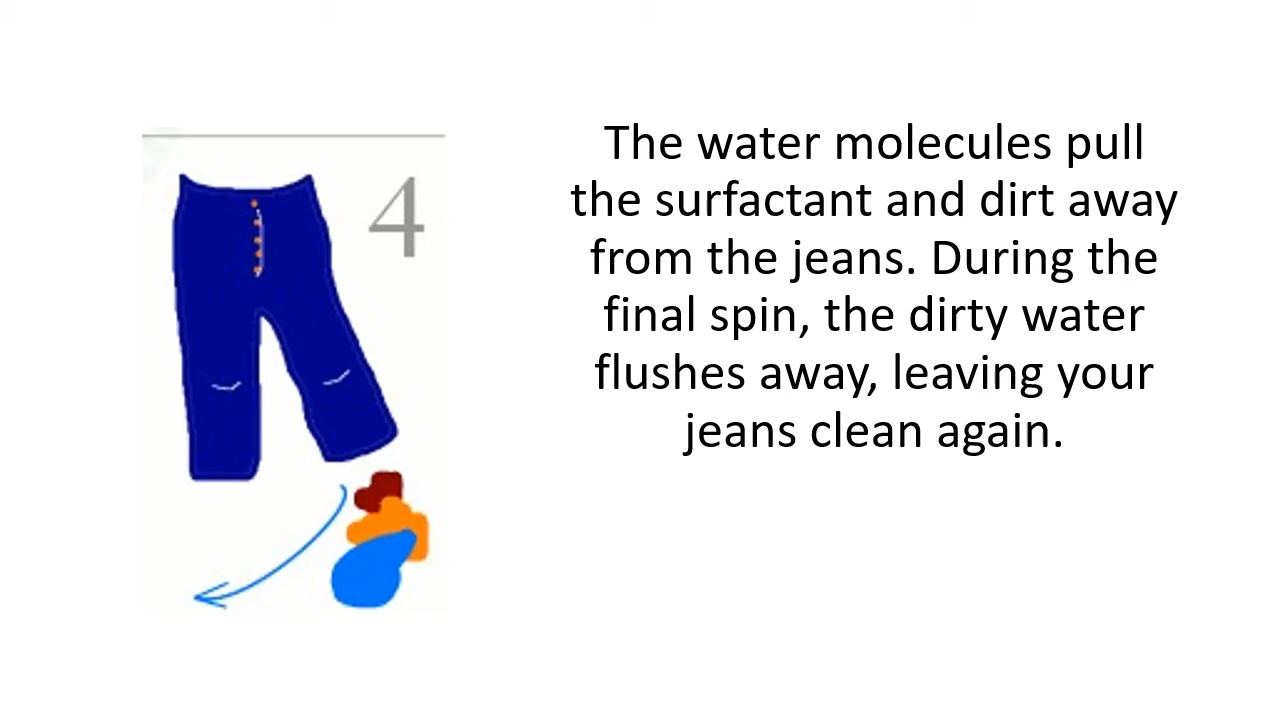 4
The water molecules pull
the surfactant and dirt away
from the jeans. During the
final spin, the dirty water
flushes away, leaving your
jeans clean again.